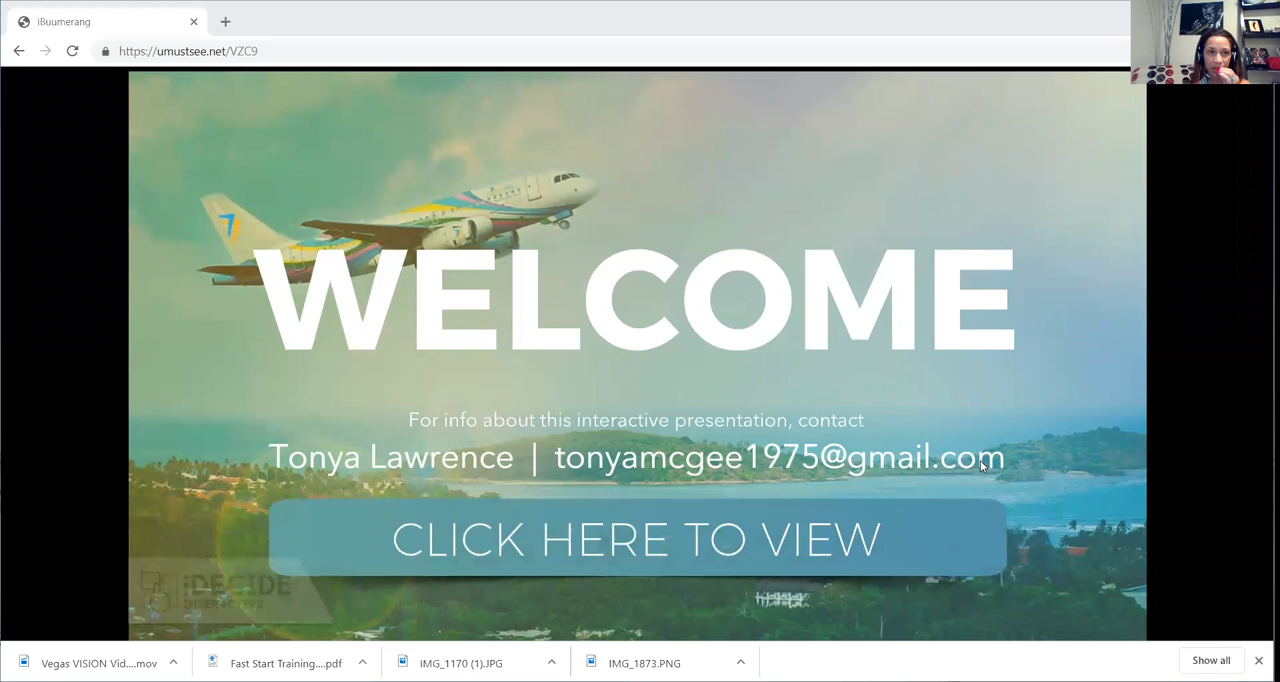 iBuumerang
https://umustsee.net/VZC9
WELCOME
For info about this interactive presentation, contact
Tonya Lawrence | tonyamcgee1975@gmail.com
CLICK HERE TO VIEW
iDECIDE
INTERACTIVE
Vegas VISION Vid....mov
Fast Start Training....pdf
IMG_1170 (1).JPG
IMG_1873.PNG
Show all